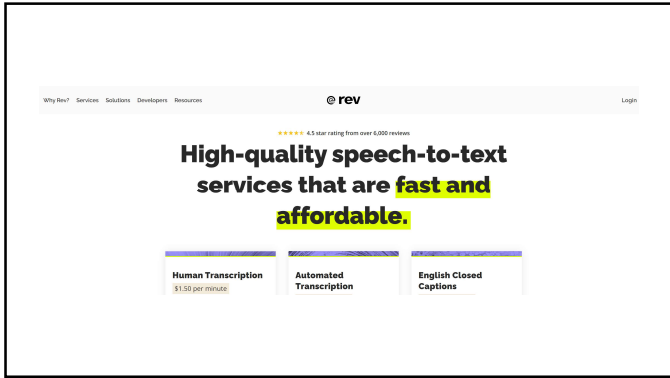 Why Rev? Services Solutions Developers Resources
rev
Login
4.5 star rating from over 6,000 reviews
High-quality speech-to-text
services that are fast and
affordable.
Human Transcription
$1.50 per minute
Automated
Transcription
English Closed
Captions